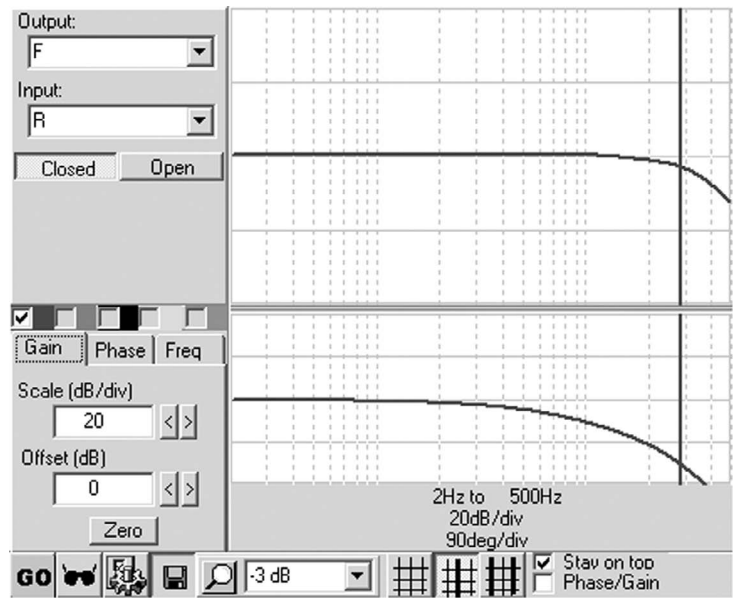 Output:
F
Input:
R
Closed Open
Gain Phase Freq
Scale (dB/div)
20 < >
Offset (dB)
0 < >
Zero
2Hz to 500Hz
20dB/div
90deg/div
GO
-3 dB
Stay on top
Phase/Gain